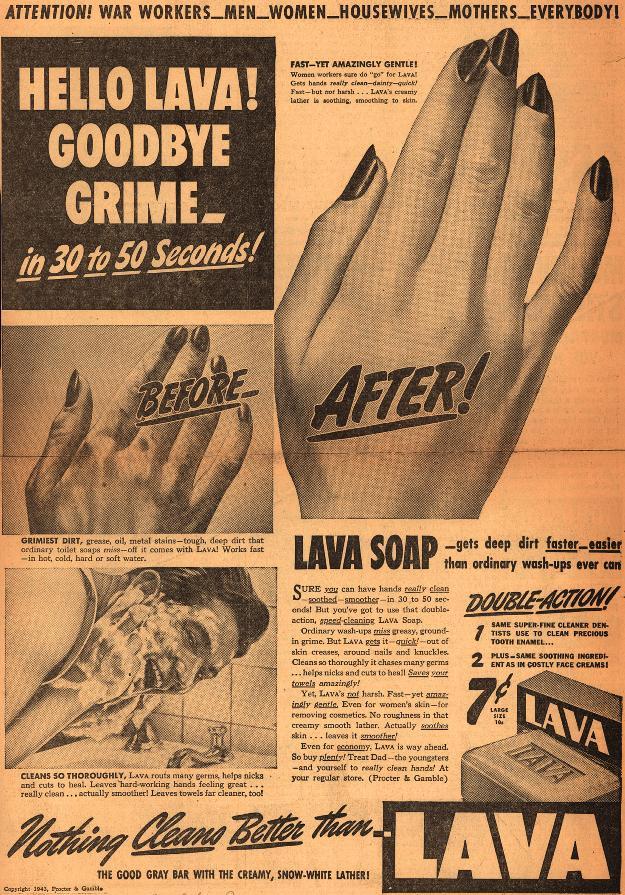 ATTENTION! WAR WORKERS—MEN—WOMEN—HOUSEWIVES—MOTHERS—EVERYBODY!
HELLO LAVA!
GOODBYE
GRIME—
in 30 to 50 Seconds!
FAST—YET AMAZINGLY GENTLE!
Women workers sure do "go" for LAVA!
Gets hands really clean—dainty—quick!
Fast—but not harsh . . . LAVA's creamy
lather is soothing, smoothing to skin.
BEFORE—
AFTER!
GRIMIEST DIRT, grease, oil, metal stains—tough, deep dirt that
ordinary toilet soaps miss—off it comes with LAVA! Works fast
—in hot, cold, hard or soft water.
CLEANS SO THOROUGHLY, LAVA routs many germs, helps nicks
and cuts to heal. Leaves hard-working hands feeling great . . .
really clean . . . actually smoother! Leaves towels far cleaner, too!
LAVA SOAP —gets deep dirt faster—easier
than ordinary wash-ups ever can
SURE you can have hands really clean
—soothed—smoother—in 30 to 50 sec-
onds! But you've got to use that double-
action, speed-cleaning LAVA Soap.
Ordinary wash-ups miss greasy, ground-
in grime. But LAVA gets it—quick!—out of
skin creases, around nails and knuckles.
Cleans so thoroughly it chases many germs
. . . helps nicks and cuts to heal! Saves your
towels amazingly!
Yet, LAVA's not harsh. Fast—yet amaz-
ingly gentle. Even for women's skin—for
removing cosmetics. No roughness in that
creamy smooth lather. Actually soothes
skin . . . leaves it smoother!
Even for economy, LAVA is way ahead.
So buy plenty! Treat Dad—the youngsters
—and yourself to really clean hands! At
your regular store. (Procter & Gamble)
DOUBLE-ACTION!
1 SAME SUPER-FINE CLEANER DEN-
TISTS USE TO CLEAN PRECIOUS
TOOTH ENAMEL...
2 PLUS—SAME SOOTHING INGREDI-
ENT AS IN COSTLY FACE CREAMS!
7¢
LARGE
SIZE
10¢
LAVA
LAVA
Nothing Cleans Better than—LAVA
THE GOOD GRAY BAR WITH THE CREAMY, SNOW-WHITE LATHER!
Copyright 1943, Procter & Gamble